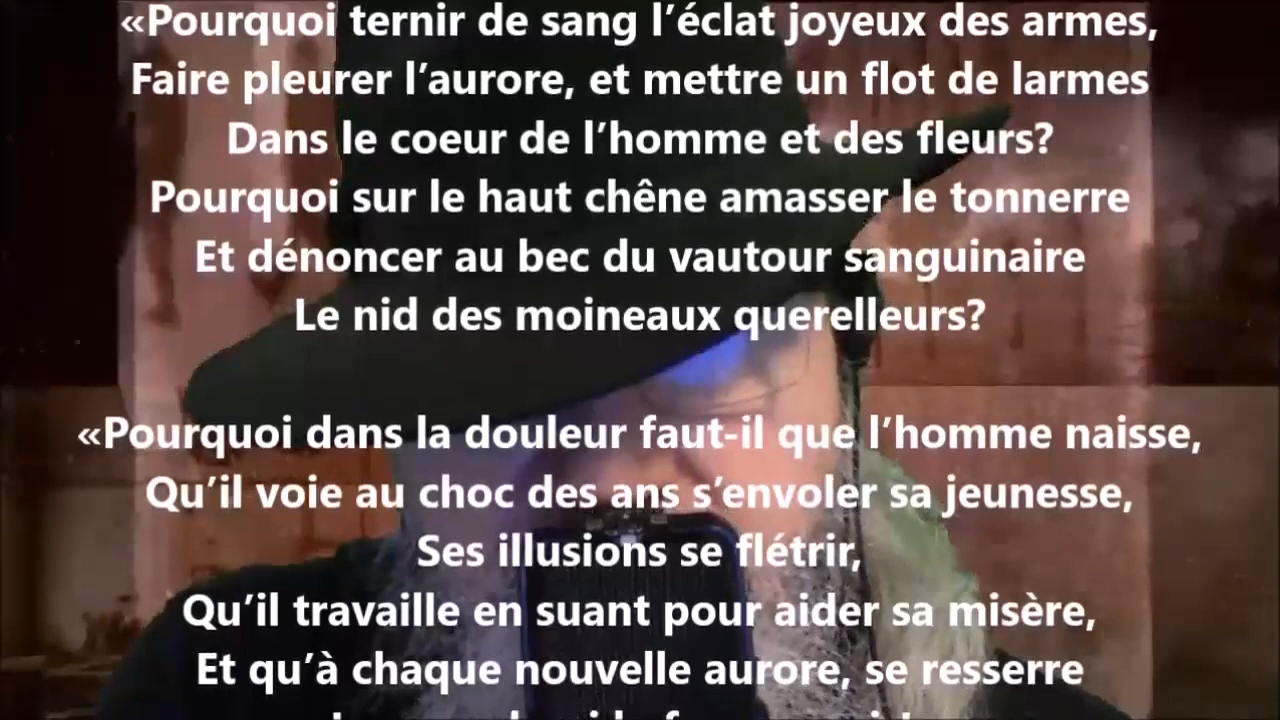 «Pourquoi ternir de sang l’éclat joyeux des armes,
Faire pleurer l’aurore, et mettre un flot de larmes
Dans le coeur de l’homme et des fleurs?
Pourquoi sur le haut chêne amasser le tonnerre
Et dénoncer au bec du vautour sanguinaire
Le nid des moineaux querelleurs?
«Pourquoi dans la douleur faut-il que l’homme naisse,
Qu’il voie au choc des ans s’envoler sa jeunesse,
Ses illusions se flétrir,
Qu’il travaille en suant pour aider sa misère,
Et qu’à chaque nouvelle aurore, se resserre